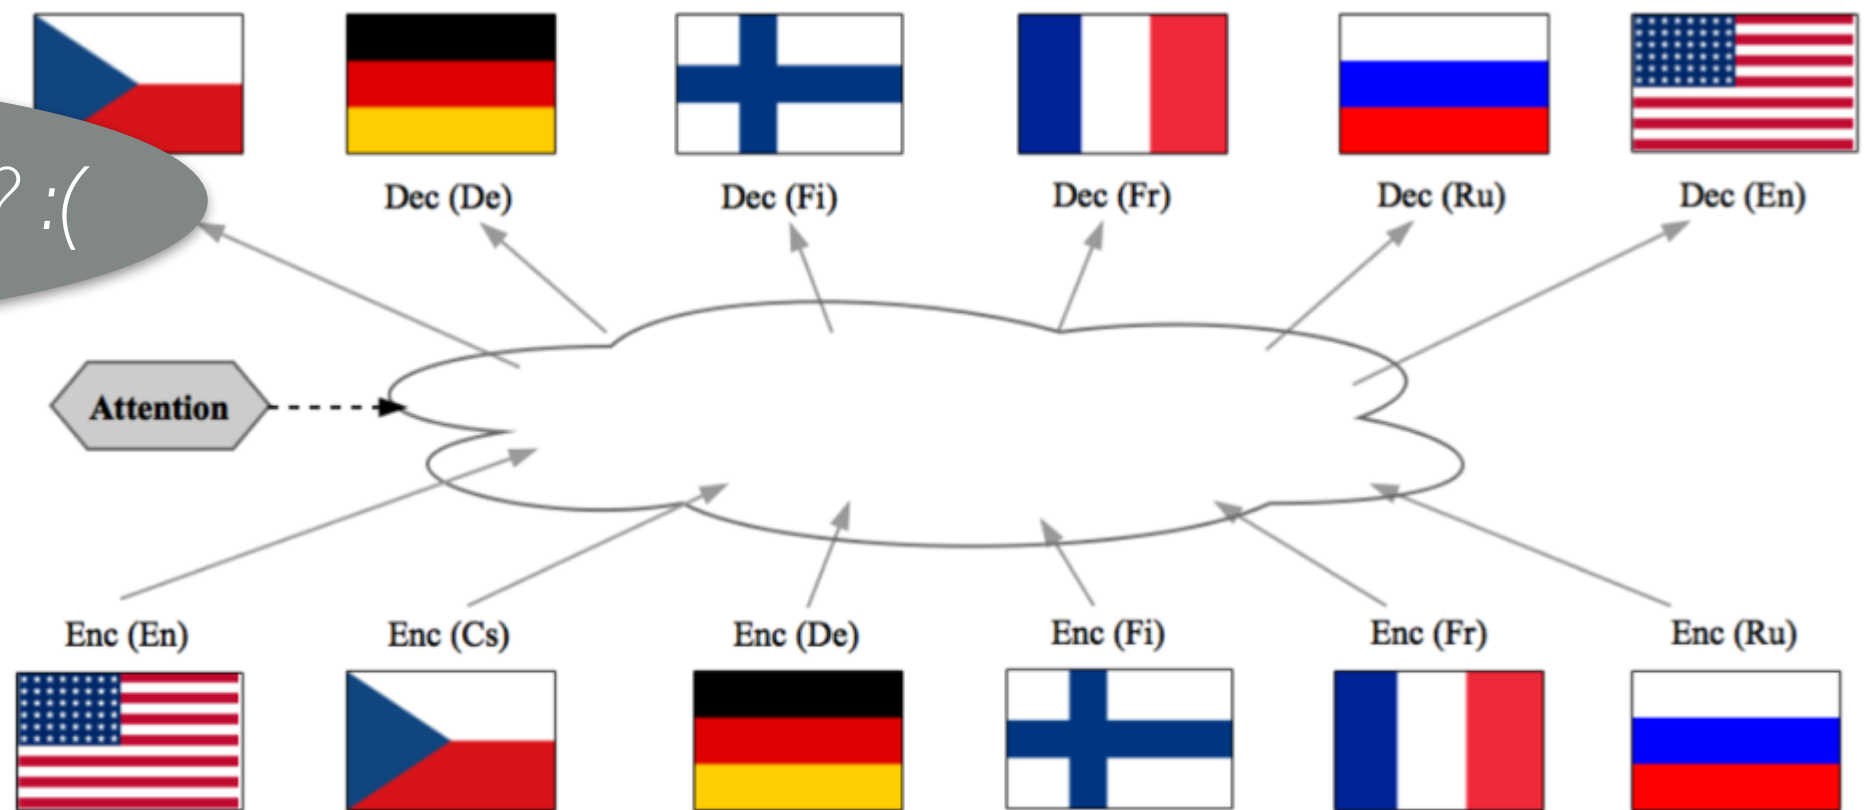 ? :(
Dec (De)
Dec (Fi)
Dec (Fr)
Dec (Ru)
Dec (En)
Attention
Enc (En)
Enc (Cs)
Enc (De)
Enc (Fi)
Enc (Fr)
Enc (Ru)